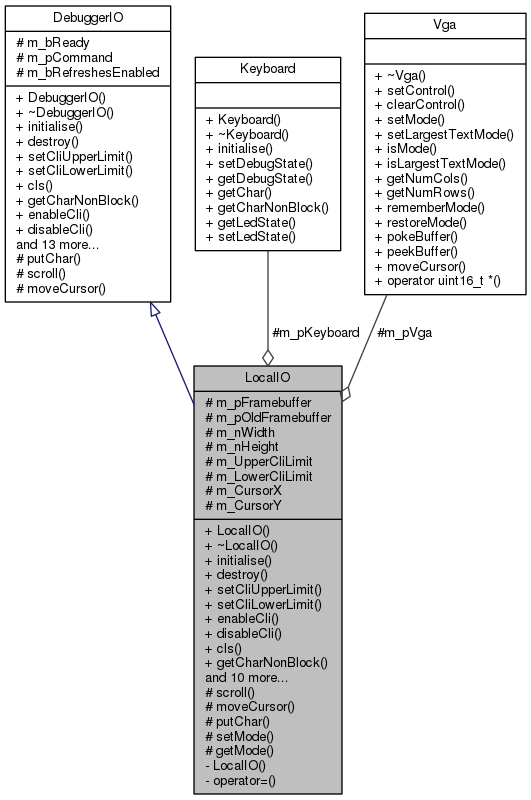 DebuggerIO
# m_bReady
# m_pCommand
# m_bRefreshesEnabled
+ DebuggerIO()
+ ~DebuggerIO()
+ initialise()
+ destroy()
+ setCliUpperLimit()
+ setCliLowerLimit()
+ cls()
+ getCharNonBlock()
+ enableCli()
+ disableCli()
and 13 more...
# putChar()
# scroll()
# moveCursor()
Keyboard
+ Keyboard()
+ ~Keyboard()
+ initialise()
+ setDebugState()
+ getDebugState()
+ getChar()
+ getCharNonBlock()
+ getLedState()
+ setLedState()
Vga
+ ~Vga()
+ setControl()
+ clearControl()
+ setMode()
+ setLargestTextMode()
+ isMode()
+ isLargestTextMode()
+ getNumCols()
+ getNumRows()
+ rememberMode()
+ restoreMode()
+ pokeBuffer()
+ peekBuffer()
+ moveCursor()
+ operator uint16_t *()
#m_pKeyboard
#m_pVga
LocalIO
# m_pFramebuffer
# m_pOldFramebuffer
# m_nWidth
# m_nHeight
# m_UpperCliLimit
# m_LowerCliLimit
# m_CursorX
# m_CursorY
+ LocalIO()
+ ~LocalIO()
+ initialise()
+ destroy()
+ setCliUpperLimit()
+ setCliLowerLimit()
+ enableCli()
+ disableCli()
+ cls()
+ getCharNonBlock()
and 10 more...
# scroll()
# moveCursor()
# putChar()
# setMode()
# getMode()
- LocalIO()
- operator=()